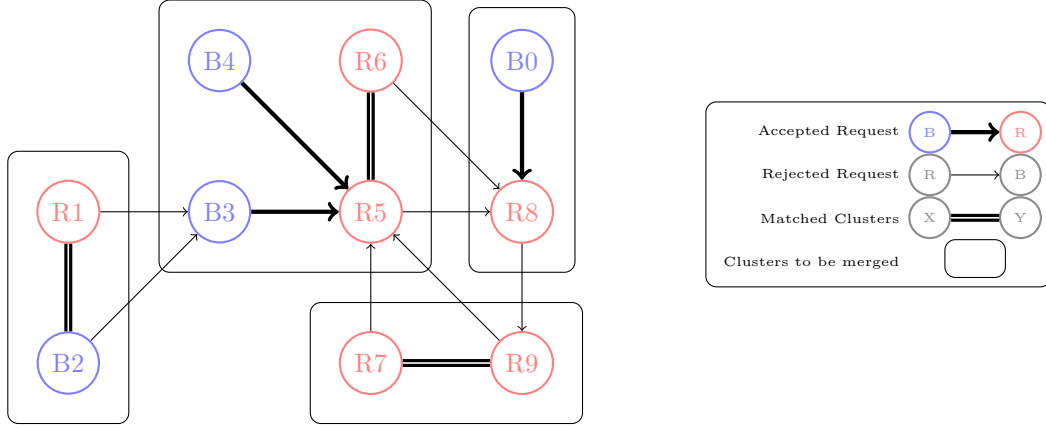 B4 R6 B0
R1 B3 R5 R8
B2 R7 R9
Accepted Request B R
Rejected Request R B
Matched Clusters X Y
Clusters to be merged